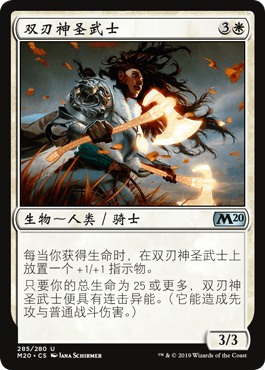 双刃神圣武士 3
生物～人类 / 骑士 M20
每当你获得生命时，在双刃神圣武士上
放置一个 +1/+1 指示物。
只要你的总生命为 25 或更多，双刃神
圣武士便具有连击异能。（它能造成先
攻与普通战斗伤害。）
3/3
285/280 U
M20 • CS JANA SCHIRMER ™ & © 2019 Wizards of the Coast